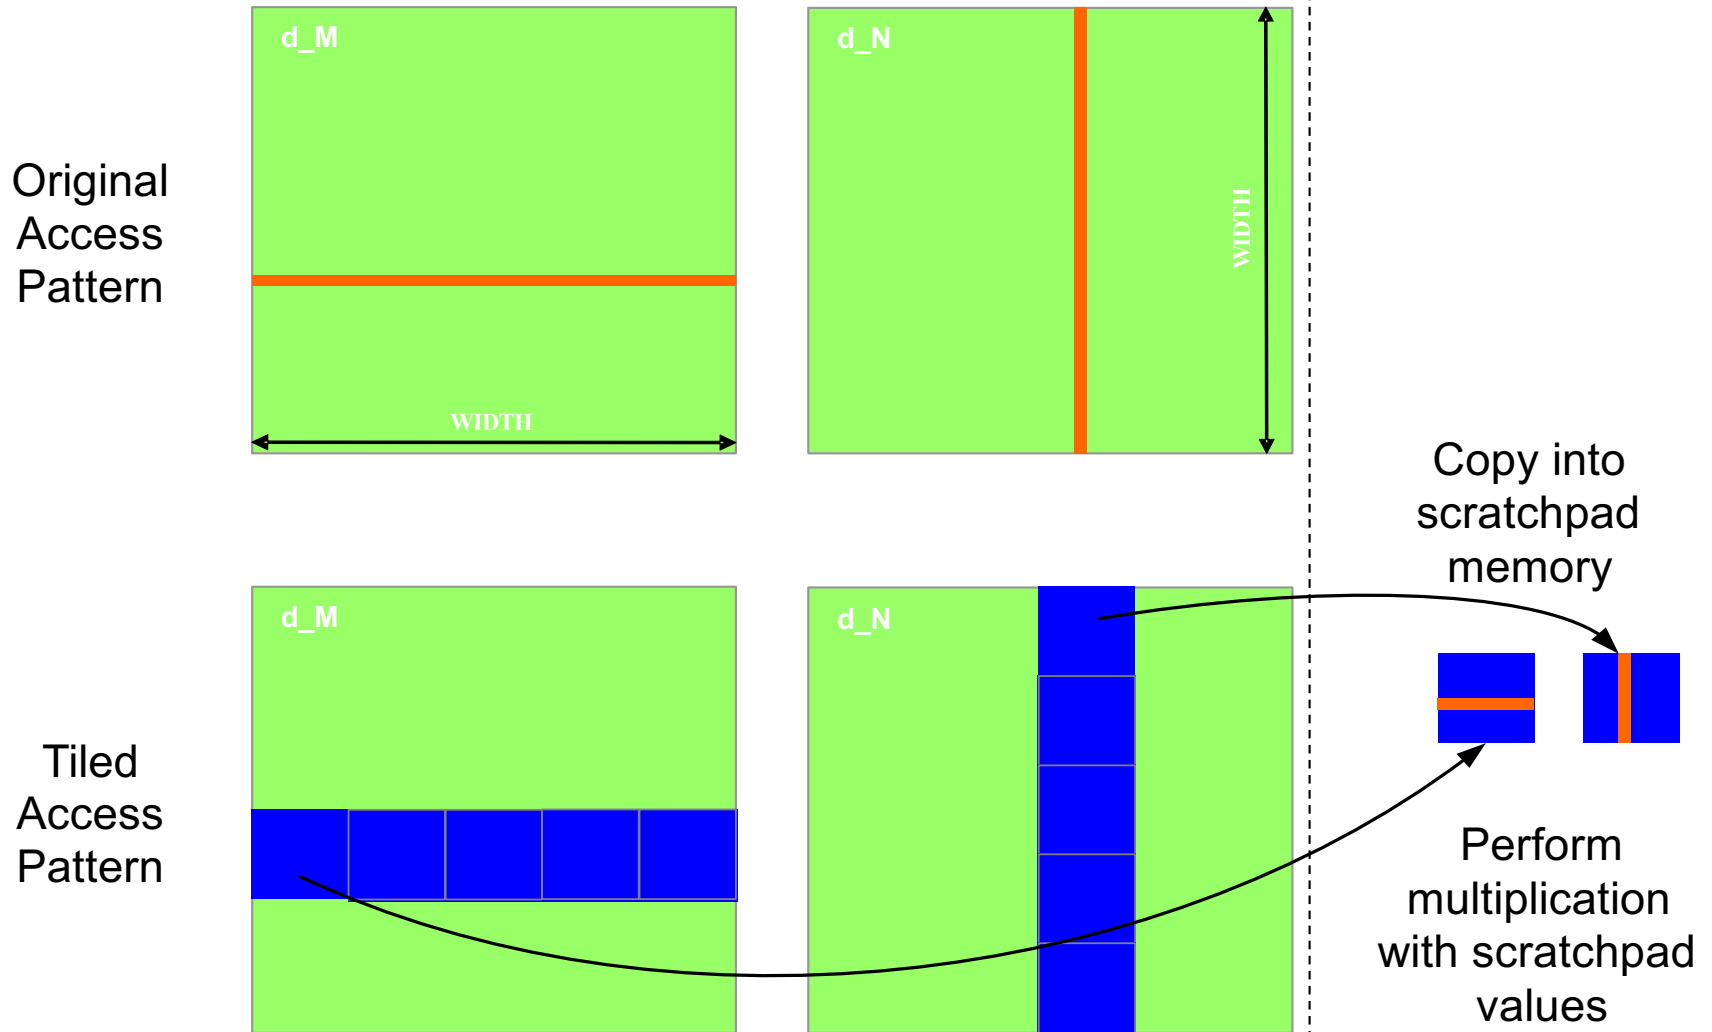 d_M
d_N
Original
Access
Pattern
WIDTH
WIDTH
Copy into
scratchpad
memory
d_M
d_N
Tiled
Access
Pattern
Perform
multiplication
with scratchpad
values